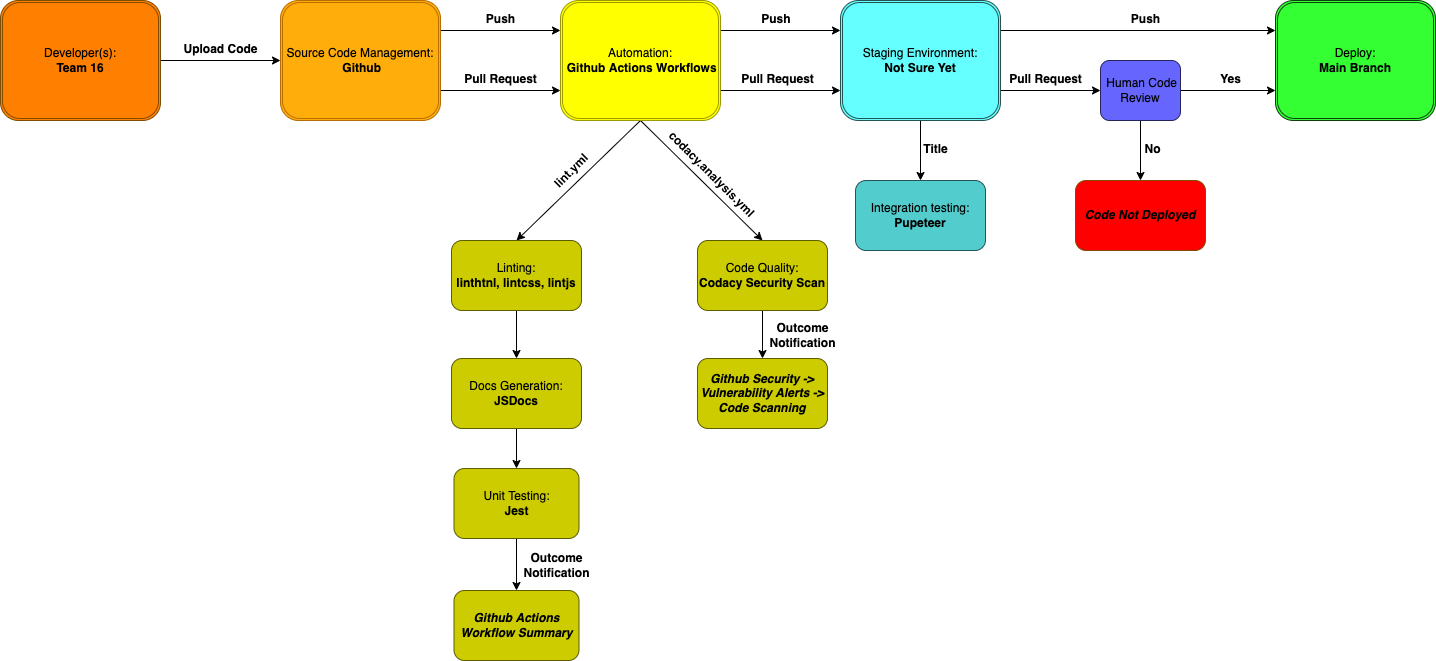 Developer(s):
Team 16
Upload Code
Source Code Management:
Github
Push
Pull Request
Automation:
Github Actions Workflows
Push
Pull Request
Staging Environment:
Not Sure Yet
Push
Pull Request
Human Code
Review
Yes
Deploy:
Main Branch
lint.yml
codacy.analysis.yml
Title
No
Integration testing:
Pupeteer
Code Not Deployed
Linting:
linthtnl, lintcss, lintjs
Code Quality:
Codacy Security Scan
Outcome
Notification
Docs Generation:
JSDocs
Github Security ->
Vulnerability Alerts ->
Code Scanning
Unit Testing:
Jest
Outcome
Notification
Github Actions
Workflow Summary